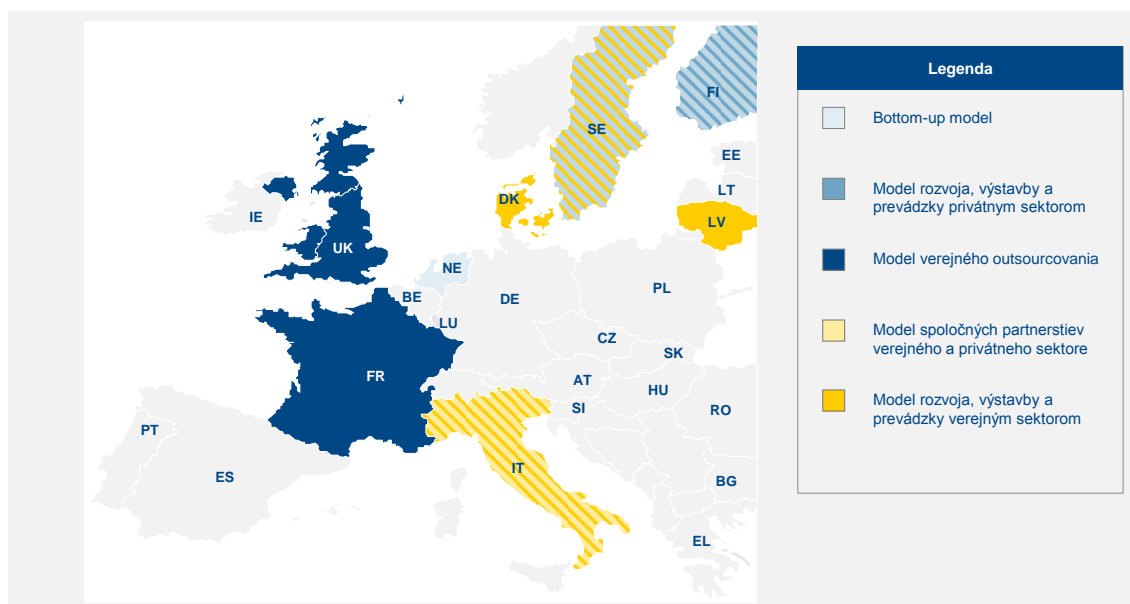 Legenda
Bottom-up model
Model rozvoja, výstavby a
prevádzky privátnym sektorom
Model verejného outsourcovania
Model spoločných partnerstiev
verejného a privátneho sektore
Model rozvoja, výstavby a
prevádzky verejným sektorom
FI
SE
EE
LT
DK
LV
IE
UK
NE
BE
DE
PL
LU
CZ
SK
FR
AT
HU
SI
RO
PT
IT
ES
BG
EL